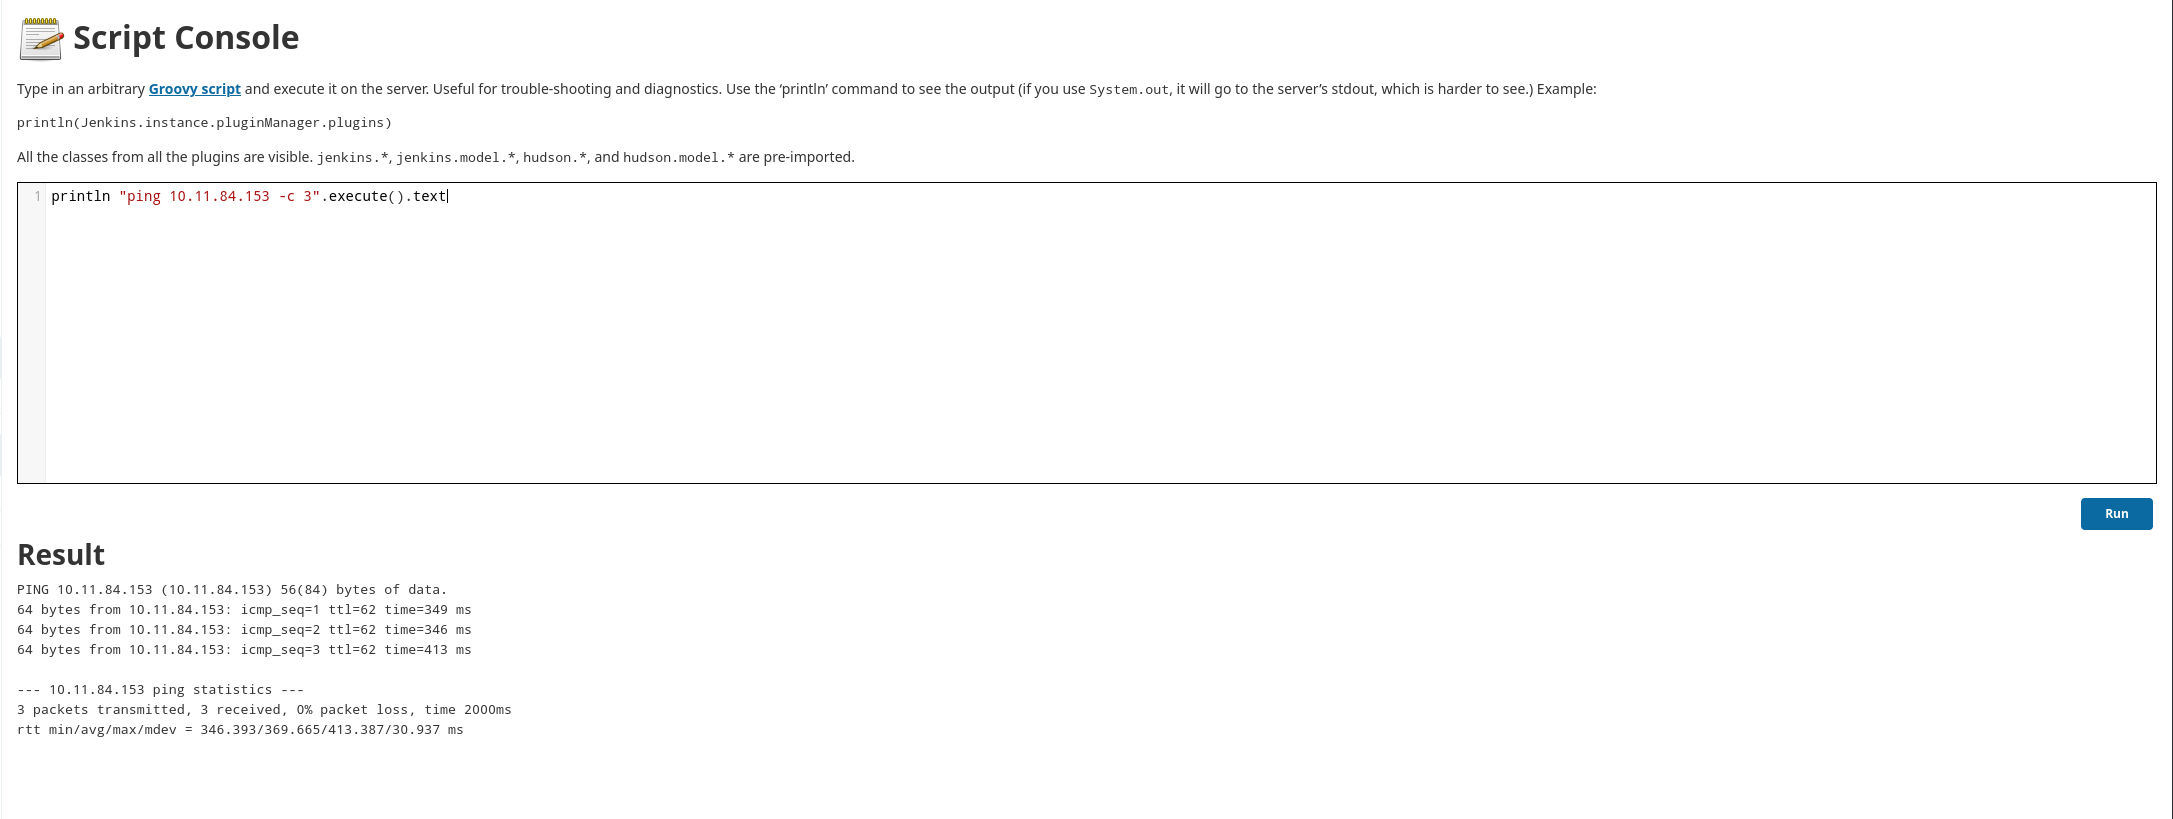 Script Console
Type in an arbitrary Groovy script and execute it on the server. Useful for trouble-shooting and diagnostics. Use the ‘println’ command to see the output (if you use System.out, it will go to the server’s stdout, which is harder to see.) Example:
println(Jenkins.instance.pluginManager.plugins)
All the classes from all the plugins are visible. jenkins.*, jenkins.model.*, hudson.*, and hudson.model.* are pre-imported.
1 println "ping 10.11.84.153 -c 3".execute().text
Run
Result
PING 10.11.84.153 (10.11.84.153) 56(84) bytes of data.
64 bytes from 10.11.84.153: icmp_seq=1 ttl=62 time=349 ms
64 bytes from 10.11.84.153: icmp_seq=2 ttl=62 time=346 ms
64 bytes from 10.11.84.153: icmp_seq=3 ttl=62 time=413 ms
--- 10.11.84.153 ping statistics ---
3 packets transmitted, 3 received, 0% packet loss, time 2000ms
rtt min/avg/max/mdev = 346.393/369.665/413.387/30.937 ms